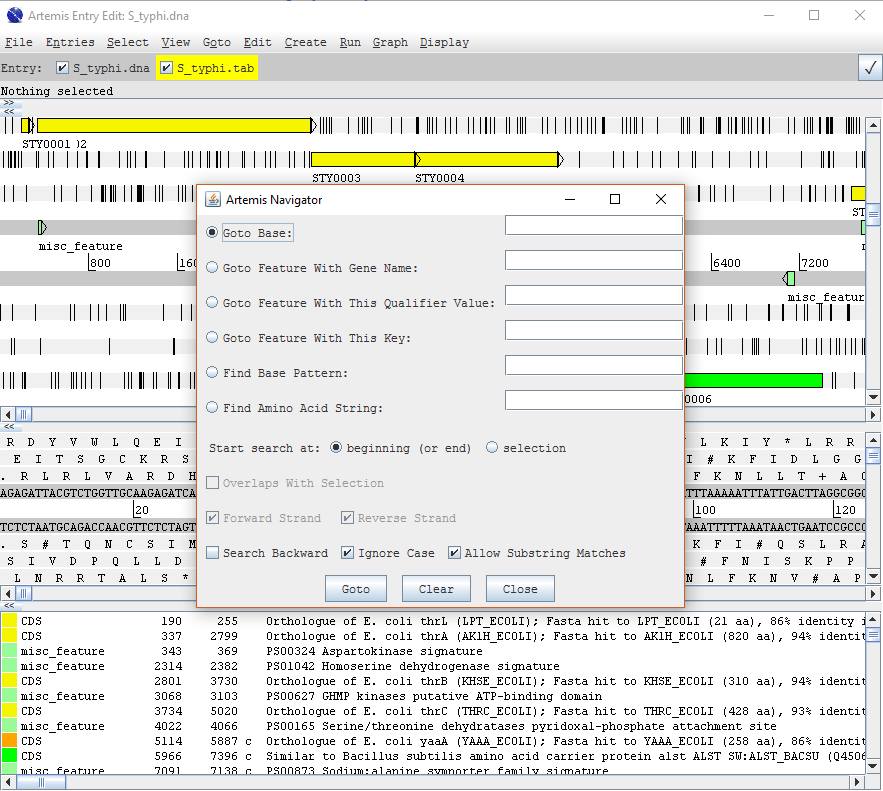 Artemis Entry Edit: S_typhi.dna
File Entries Select View Goto Edit Create Run Graph Display
Entry: S_typhi.dna S_typhi.tab
Nothing selected
>>
<<
STY0001
STY0003 STY0004
Artemis Navigator
Goto Base:
misc_feature
800
6400 7200
Goto Feature With Gene Name:
Goto Feature With This Qualifier Value:
Goto Feature With This Key:
Find Base Pattern:
Find Amino Acid String:
<<
Start search at: beginning (or end) selection
R D Y V W L Q E I L K I Y * L R R
E I T S G C K R S I # K F I D L G G
. R L R L V A R D H F K N L L T + A
Overlaps With Selection
AGAGATTACGTCTGGTTGCAAGAGATCA TTTAAAAATTTATTGACTTAGGCGG
20 100 120
Forward Strand Reverse Strand
TCTCTAATGCAGACCAACGTTCTCTAGT AAATTTTTAAATAACTGAATCCGCC
. S # T Q N C S I M K F I # Q S L R
Search Backward Ignore Case Allow Substring Matches
S I V D P Q L L D # F N I S K P P
L N R R T A L S * N L F K N V # A P
Goto Clear Close
<<
CDS 190 255 Orthologue of E. coli thrL (LPT_ECOLI); Fasta hit to LPT_ECOLI (21 aa), 86% identity
CDS 337 2799 Orthologue of E. coli thrA (AK1H_ECOLI); Fasta hit to AK1H_ECOLI (820 aa), 94%
misc_feature 343 369 PS00324 Aspartokinase signature
misc_feature 2314 2382 PS01042 Homoserine dehydrogenase signature
CDS 2801 3730 Orthologue of E. coli thrB (KHSE_ECOLI); Fasta hit to KHSE_ECOLI (310 aa), 94%
misc_feature 3068 3103 PS00627 GHMP kinases putative ATP-binding domain
CDS 3734 5020 Orthologue of E. coli thrC (THRC_ECOLI); Fasta hit to THRC_ECOLI (428 aa), 93%
misc_feature 4022 4066 PS00165 Serine/threonine dehydratases pyridoxal-phosphate attachment site
CDS 5114 5887 c Orthologue of E. coli yaaA (YAAA_ECOLI); Fasta hit to YAAA_ECOLI (258 aa), 86%
CDS 5966 7396 c Similar to Bacillus subtilis amino acid carrier protein alst ALST SW:ALST_BACSU (Q4506
misc_feature 7091 7138 c PS00873 Sodium:alanine symporter family signature